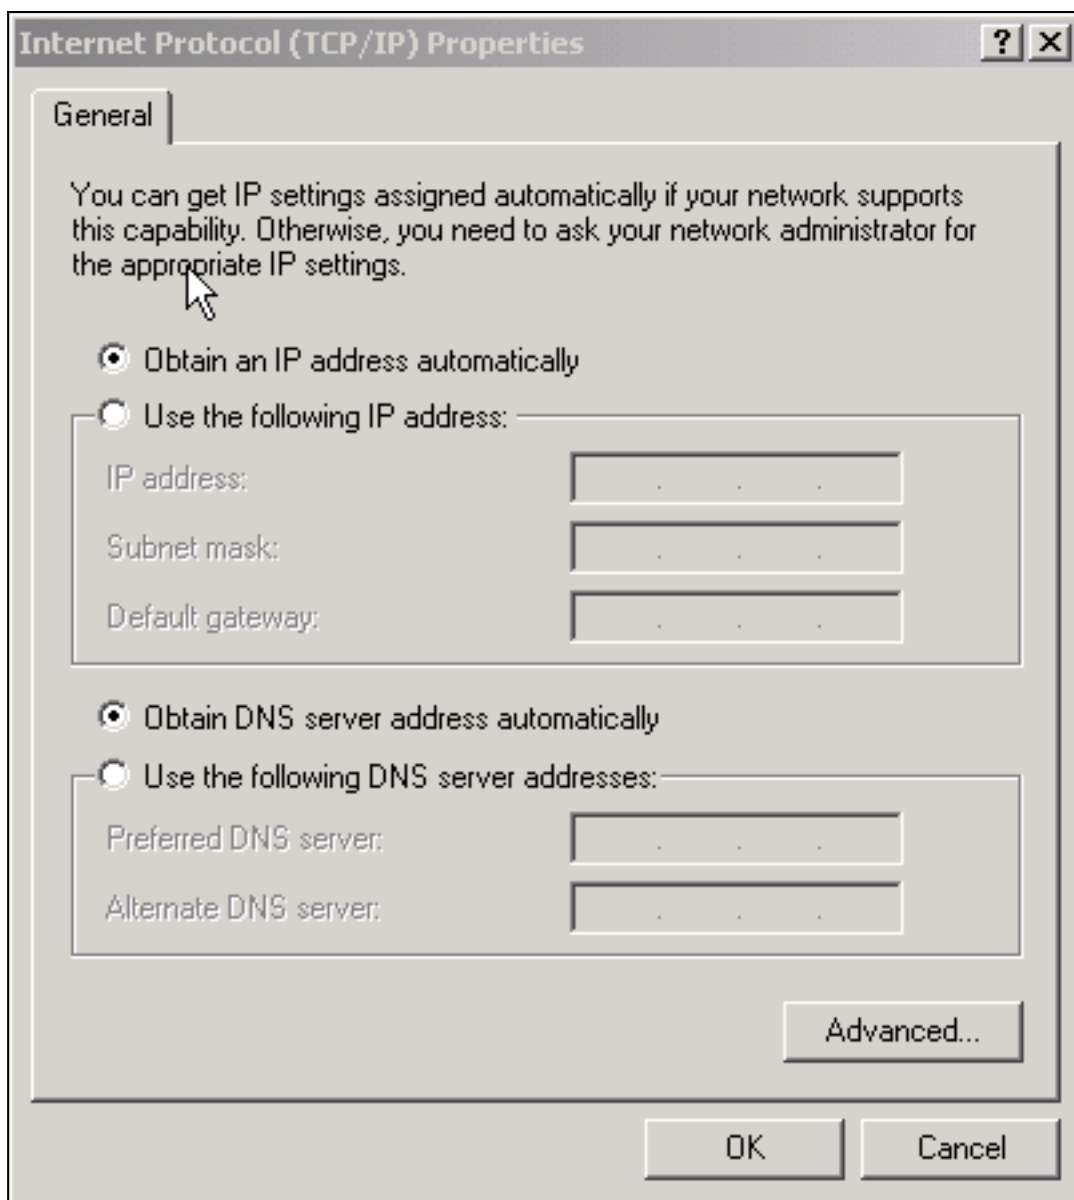 Internet Protocol (TCP/IP) Properties
General
You can get IP settings assigned automatically if your network supports
this capability. Otherwise, you need to ask your network administrator for
the appropriate IP settings.
Obtain an IP address automatically
Use the following IP address:
IP address:
Subnet mask:
Default gateway:
Obtain DNS server address automatically
Use the following DNS server addresses:
Preferred DNS server:
Alternate DNS server:
Advanced...
OK
Cancel